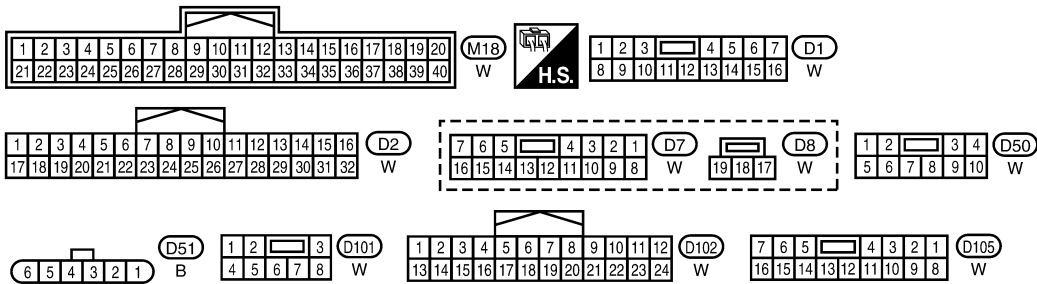 1 2 3 4 5 6 7 8 9 10 11 12 13 14 15 16 17 18 19 20
21 22 23 24 25 26 27 28 29 30 31 32 33 34 35 36 37 38 39 40
M18
W
H.S.
1 2 3 4 5 6 7
8 9 10 11 12 13 14 15 16
D1
W
1 2 3 4 5 6 7 8 9 10 11 12 13 14 15 16
17 18 19 20 21 22 23 24 25 26 27 28 29 30 31 32
D2
W
7 6 5 4 3 2 1
16 15 14 13 12 11 10 9 8
D7
W
19 18 17
D8
W
1 2 3 4
5 6 7 8 9 10
D50
W
6 5 4 3 2 1
D51
B
1 2 3
4 5 6 7 8
D101
W
1 2 3 4 5 6 7 8 9 10 11 12
13 14 15 16 17 18 19 20 21 22 23 24
D102
W
7 6 5 4 3 2 1
16 15 14 13 12 11 10 9 8
D105
W